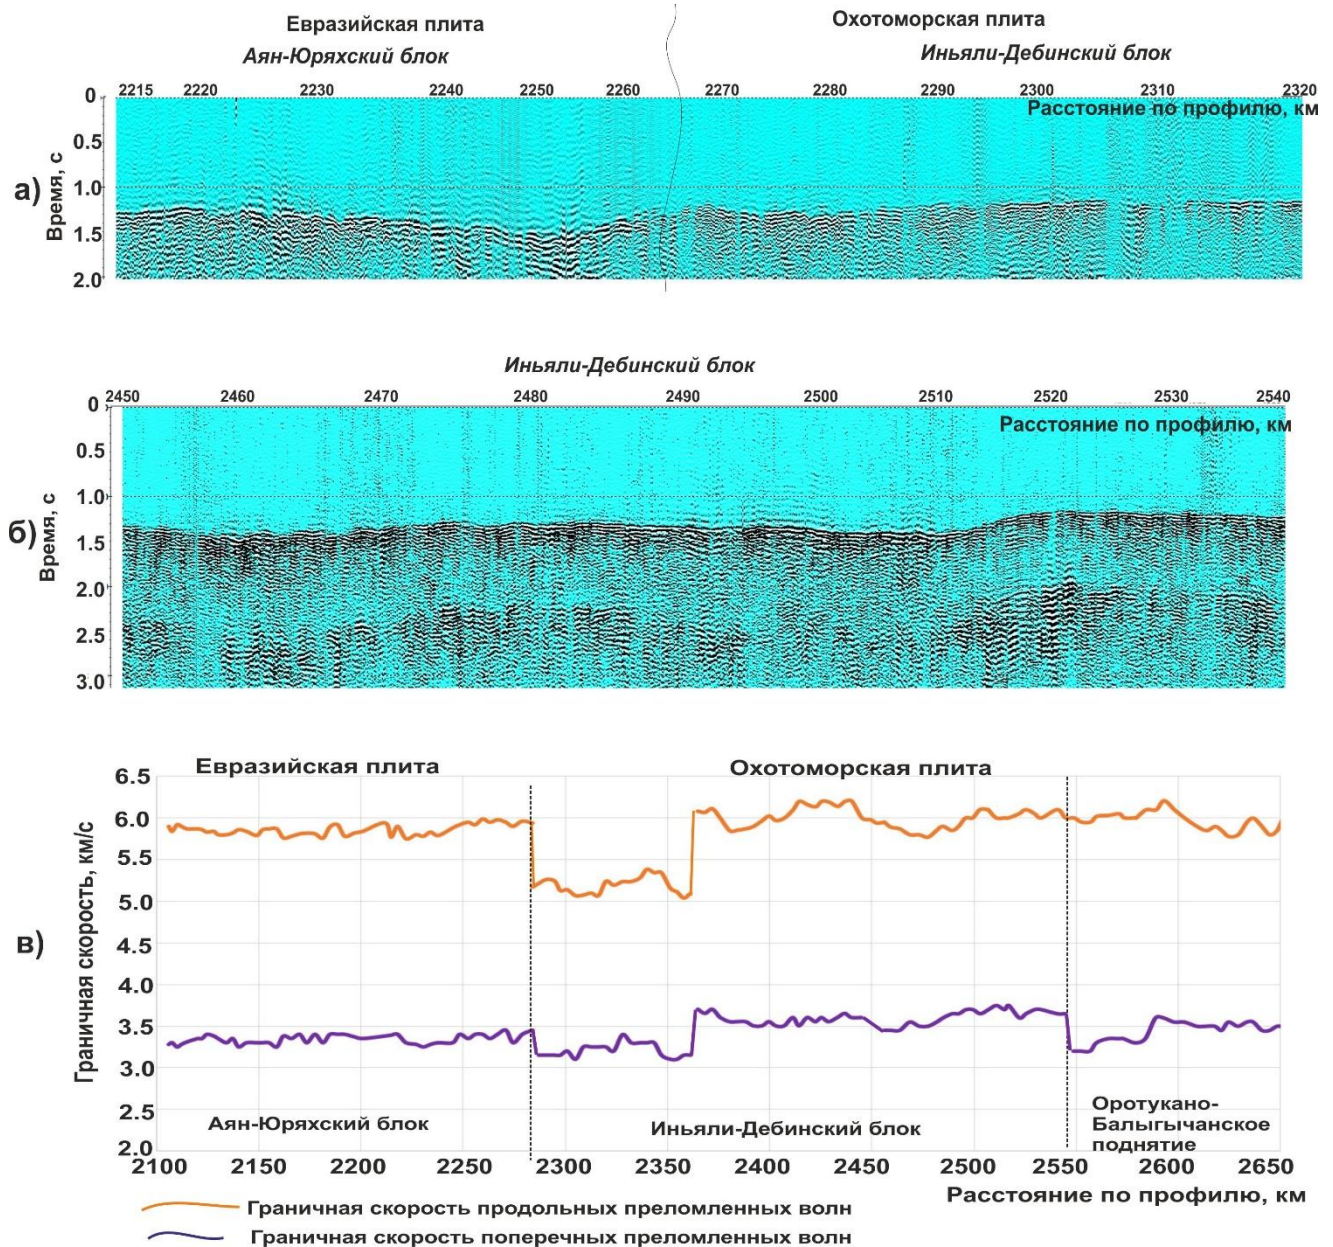 Евразийская плита
Охотоморская плита
Аян-Юряхский блок
Иньяли-Дебинский блок
2215 2220 2230 2240 2250 2260 2270 2280 2290 2300 2310 2320
Расстояние по профилю, км
а)
Время, с
0
0.5
1.0
1.5
2.0
Иньяли-Дебинский блок
2450 2460 2470 2480 2490 2500 2510 2520 2530 2540
Расстояние по профилю, км
б)
Время, с
0
0.5
1.0
1.5
2.0
2.5
3.0
Евразийская плита
Охотоморская плита
в)
Граничная скорость, км/с
6.5
6.0
5.5
5.0
4.5
4.0
3.5
3.0
2.5
2.0
Аян-Юряхский блок
Иньяли-Дебинский блок
Оротукано-
Балыгычанское
поднятие
2100 2150 2200 2250 2300 2350 2400 2450 2500 2550 2600 2650
Расстояние по профилю, км
Граничная скорость продольных преломленных волн
Граничная скорость поперечных преломленных волн